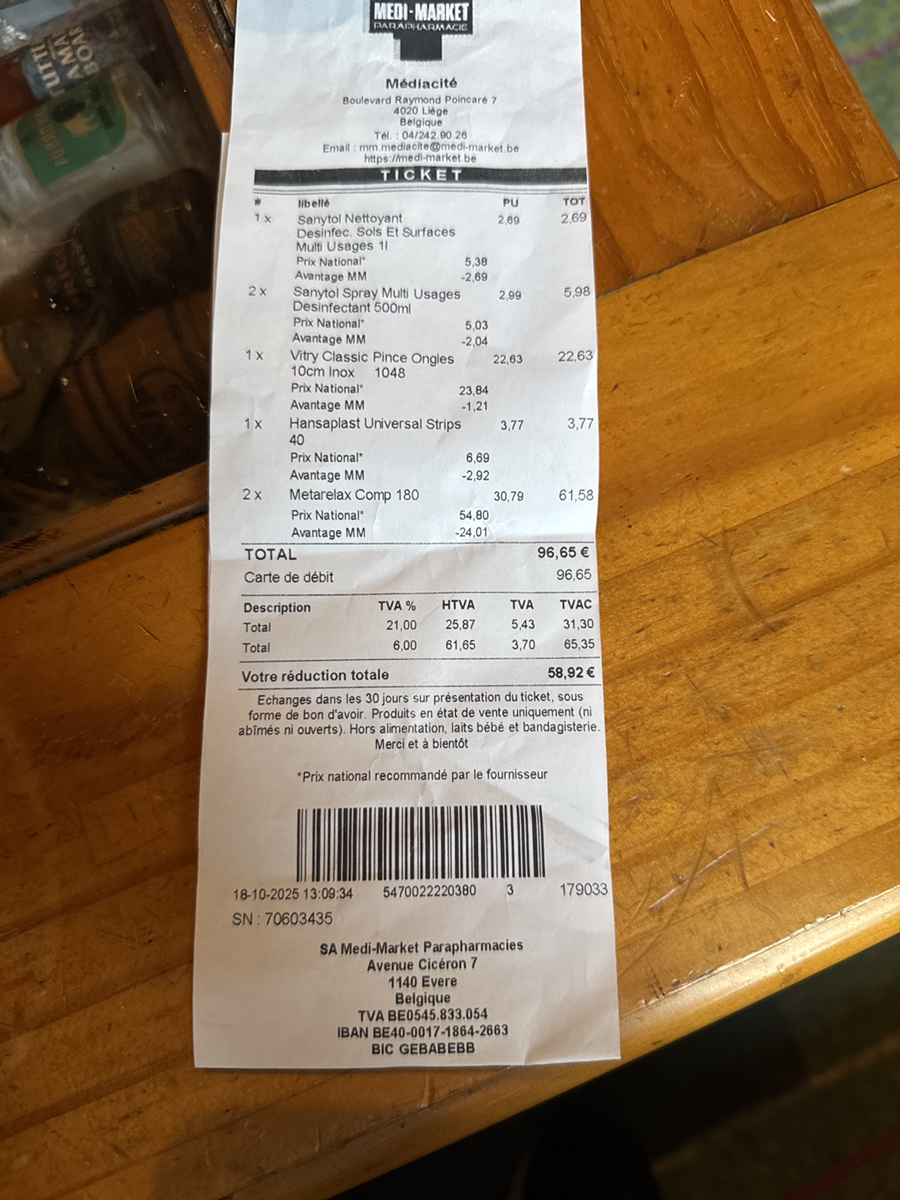 MEDI-MARKET
PARAPHARMACIE
Médiacité
Boulevard Raymond Poincaré 7
4020 Liège
Belgique
Tél. : 04/242.90.26
Email : mm.mediacite@medi-market.be
https://medi-market.be
TICKET
# libellé PU TOT
1 x Sanytol Nettoyant 2,69 2,69
Desinfec. Sols Et Surfaces
Multi Usages 1l
Prix National* 5,38
Avantage MM -2,69
2 x Sanytol Spray Multi Usages 2,99 5,98
Desinfectant 500ml
Prix National* 5,03
Avantage MM -2,04
1 x Vitry Classic Pince Ongles 22,63 22,63
10cm Inox 1048
Prix National* 23,84
Avantage MM -1,21
1 x Hansaplast Universal Strips 3,77 3,77
40
Prix National* 6,69
Avantage MM -2,92
2 x Metarelax Comp 180 30,79 61,58
Prix National* 54,80
Avantage MM -24,01
TOTAL 96,65 €
Carte de débit 96,65
Description TVA % HTVA TVA TVAC
Total 21,00 25,87 5,43 31,30
Total 6,00 61,65 3,70 65,35
Votre réduction totale 58,92 €
Echanges dans les 30 jours sur présentation du ticket, sous
forme de bon d'avoir. Produits en état de vente uniquement (ni
abîmés ni ouverts). Hors alimentation, laits bébé et bandagisterie.
Merci et à bientôt
*Prix national recommandé par le fournisseur
18-10-2025 13:09:34 5470022220380 3 179033
SN : 70603435
SA Medi-Market Parapharmacies
Avenue Cicéron 7
1140 Evere
Belgique
TVA BE0545.833.054
IBAN BE40-0017-1864-2663
BIC GEBABEBB